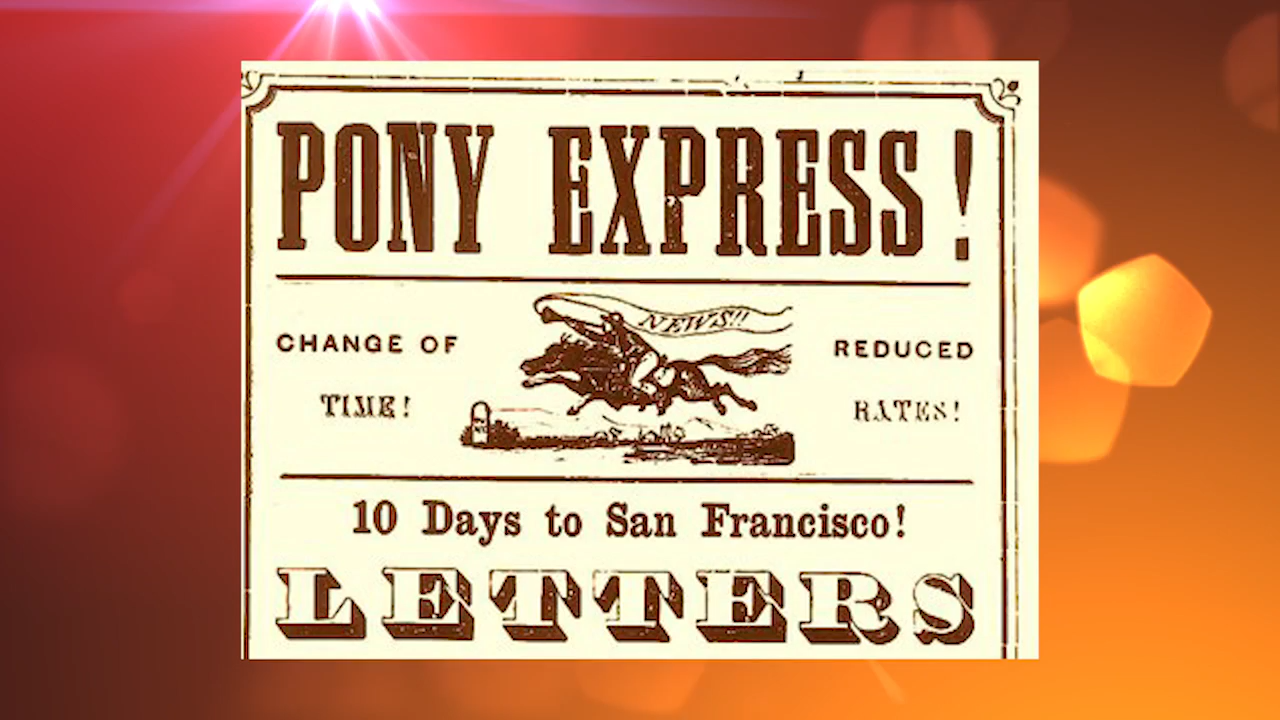 PONY EXPRESS!
NEWS!!
CHANGE OF
TIME!
REDUCED
RATES!
10 Days to San Francisco!
LETTERS